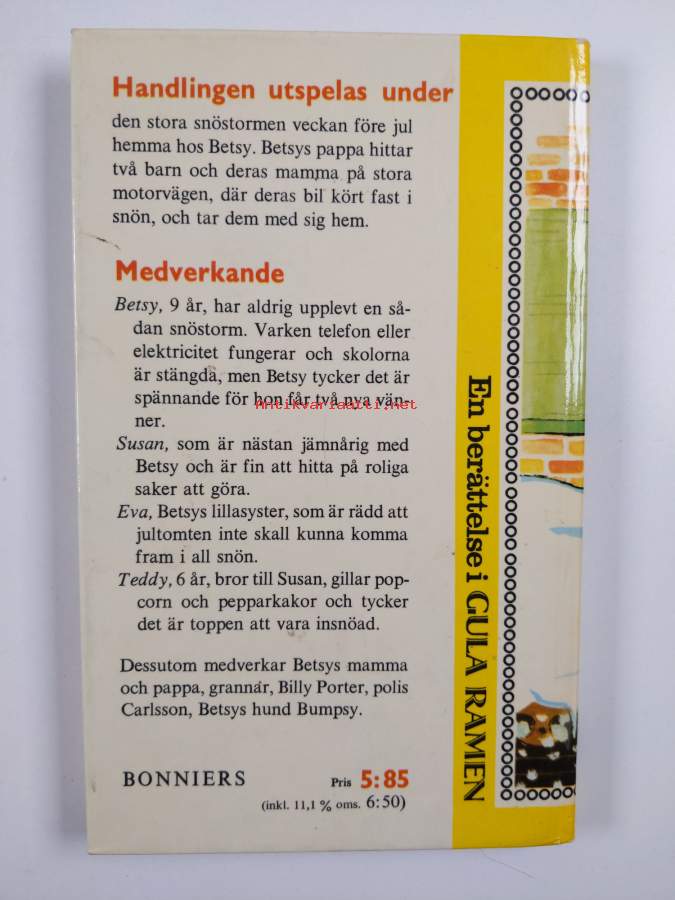 Handlingen utspelas under
den stora snöstormen veckan före jul
hemma hos Betsy. Betsys pappa hittar
två barn och deras mamma på stora
motorvägen, där deras bil kört fast i
snön, och tar dem med sig hem.
Medverkande
Betsy, 9 år, har aldrig upplevt en så-
dan snöstorm. Varken telefon eller
elektricitet fungerar och skolorna
är stängda, men Betsy tycker det är
spännande för hon får två nya vän-
ner.
Susan, som är nästan jämnårig med
Betsy och är fin att hitta på roliga
saker att göra.
Eva, Betsys lillasyster, som är rädd att
jultomten inte skall kunna komma
fram i all snön.
Teddy, 6 år, bror till Susan, gillar pop-
corn och pepparkakor och tycker
det är toppen att vara insnöad.
Dessutom medverkar Betsys mamma
och pappa, grannar, Billy Porter, polis
Carlsson, Betsys hund Bumpsy.
BONNIERS
Pris 5:85
(inkl. 11,1 % oms. 6:50)
En berättelse i GULA RAMEN
Antikvariaatti.net